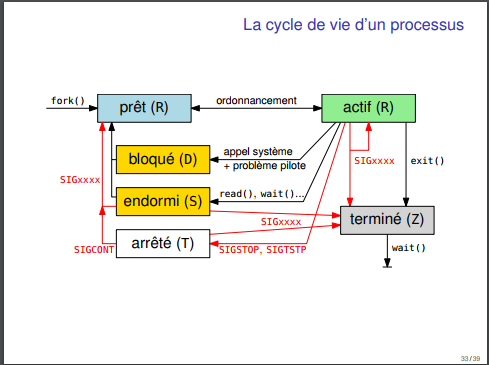 La cycle de vie d'un processus
fork()
prêt (R)
ordonnancement
actif (R)
bloqué (D)
appel système
+ problème pilote
SIGxxxx
exit()
SIGxxxx
endormi (S)
read(), wait()...
SIGxxxx
terminé (Z)
arrêté (T)
SIGCONT
SIGSTOP, SIGTSTP
wait()
33/39